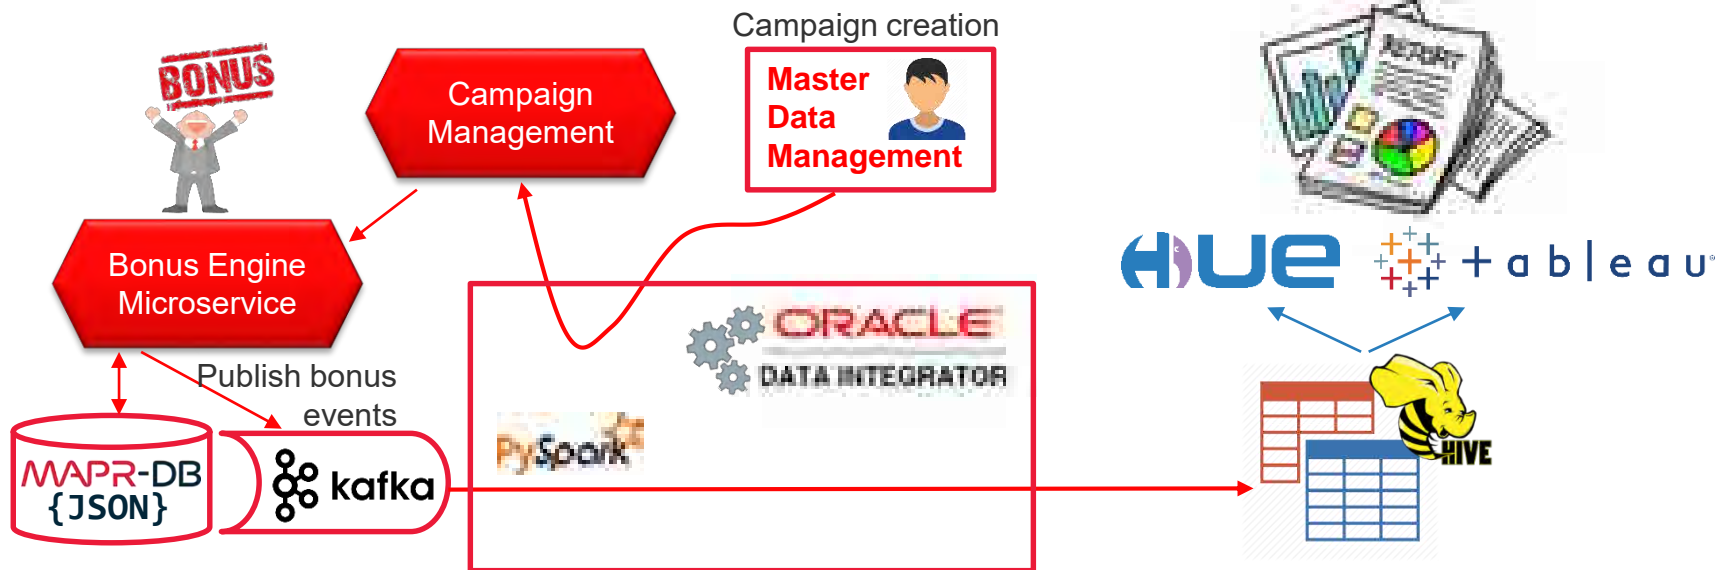 Campaign creation
BONUS
Campaign
Management
Master
Data
Management
REPORT
HUE
+ableau
Bonus Engine
Microservice
ORACLE
DATA INTEGRATOR
Publish bonus
events
PySpark
MAPR-DB
{JSON}
kafka
HIVE